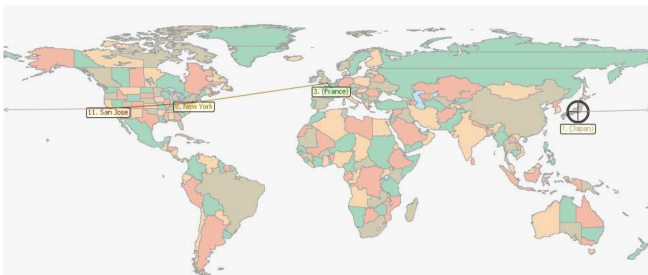 3. (France)
8. New York
11. San Jose
7. (Japan)